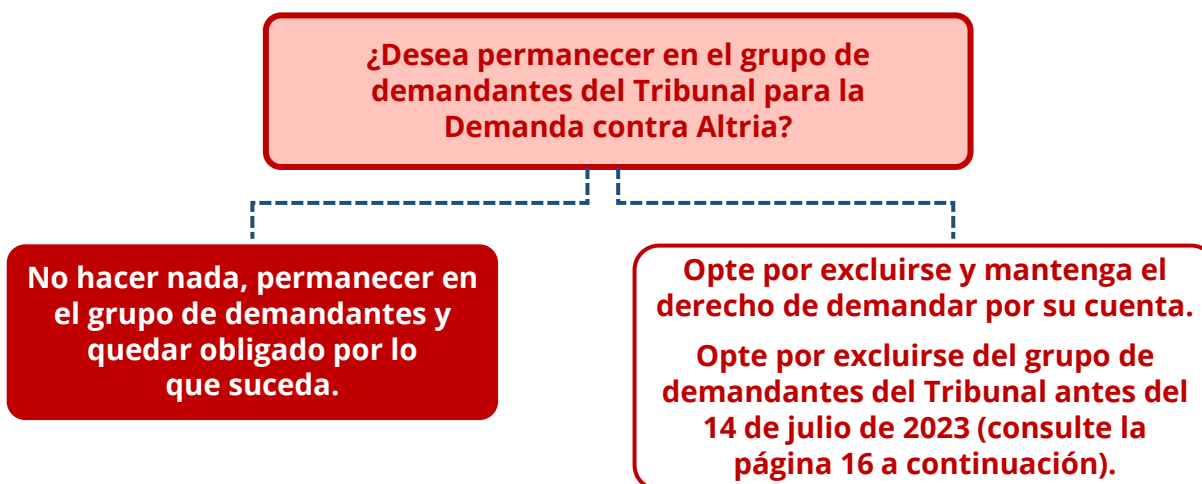 ¿Desea permanecer en el grupo de
demandantes del Tribunal para la
Demanda contra Altria?
No hacer nada, permanecer en
el grupo de demandantes y
quedar obligado por lo
que suceda.
Opte por excluirse y mantenga el
derecho de demandar por su cuenta.
Opte por excluirse del grupo de
demandantes del Tribunal antes del
14 de julio de 2023 (consulte la
página 16 a continuación).